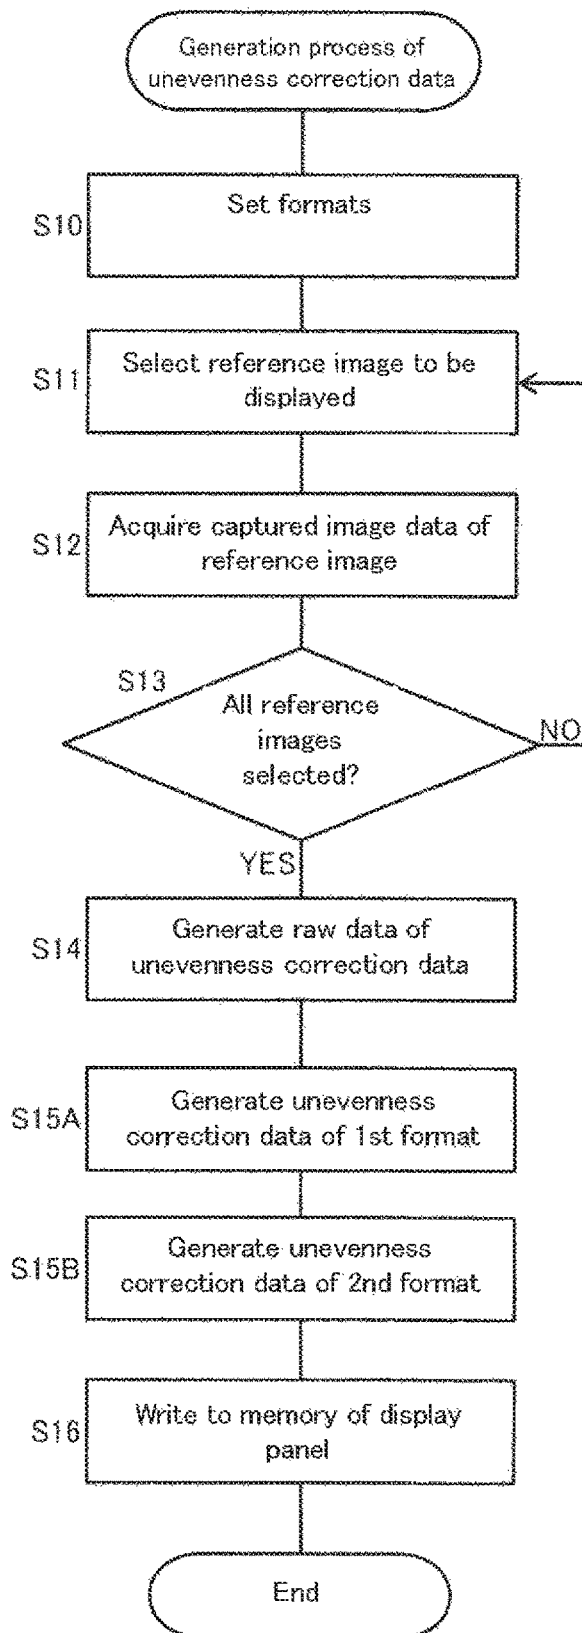 Generation process of
unevenness correction data
S10
Set formats
S11
Select reference image to be
displayed
S12
Acquire captured image data of
reference image
S13
All reference
images
selected?
NO
YES
S14
Generate raw data of
unevenness correction data
S15A
Generate unevenness
correction data of 1st format
S15B
Generate unevenness
correction data of 2nd format
S16
Write to memory of display
panel
End